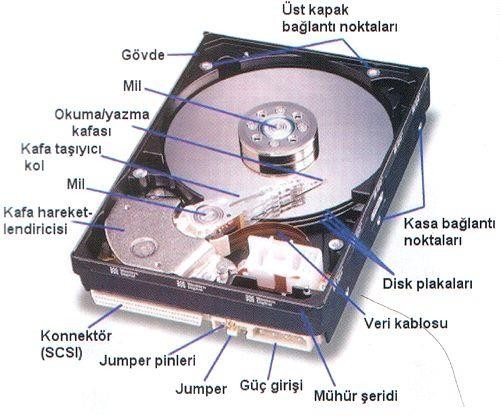 Üst kapak
bağlantı noktaları
Gövde
Mil
Okuma/yazma
kafası
Kafa taşıyıcı
kol
Mil
Kafa hareket-
lendiricisi
Kasa bağlantı
noktaları
Disk plakaları
Veri kablosu
Konnektör
(SCSI)
Jumper pinleri
Jumper
Güç girişi
Mühür şeridi